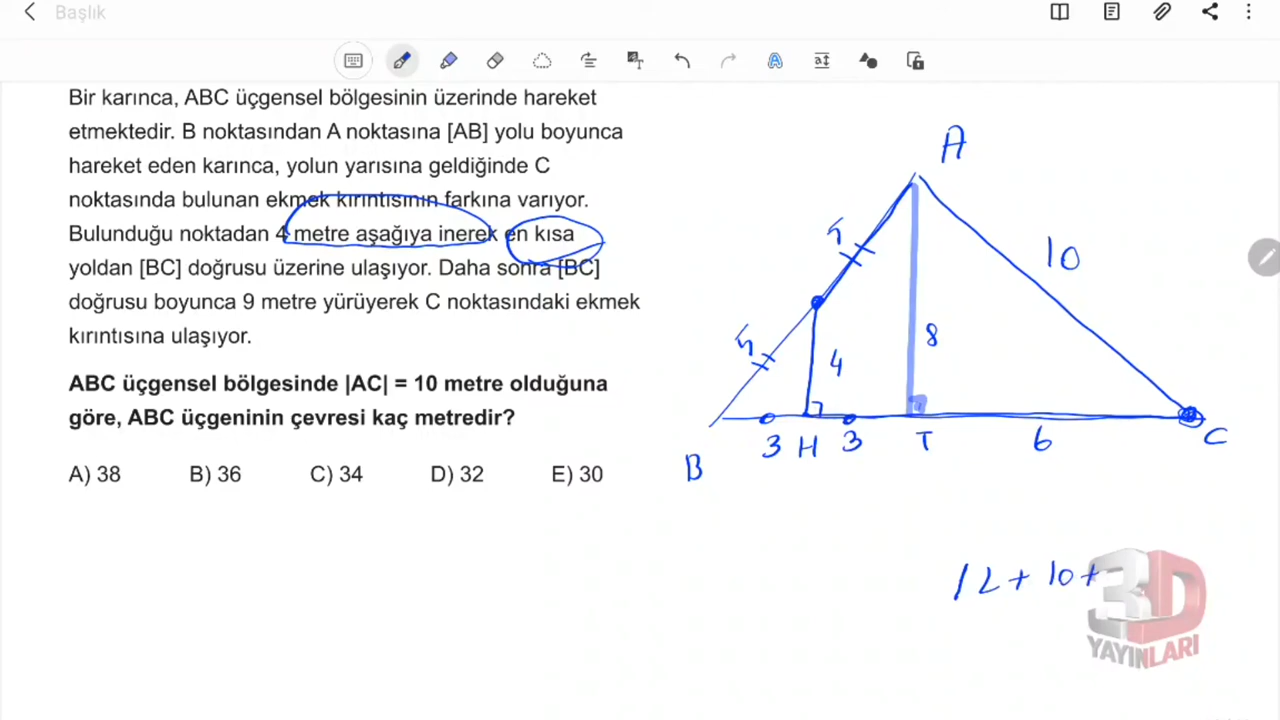 Başlık
Bir karınca, ABC üçgensel bölgesinin üzerinde hareket
etmektedir. B noktasından A noktasına [AB] yolu boyunca
hareket eden karınca, yolun yarısına geldiğinde C
noktasında bulunan ekmek kırıntısının farkına varıyor.
Bulunduğu noktadan 4 metre aşağıya inerek en kısa
yoldan [BC] doğrusu üzerine ulaşıyor. Daha sonra [BC]
doğrusu boyunca 9 metre yürüyerek C noktasındaki ekmek
kırıntısına ulaşıyor.
ABC üçgensel bölgesinde |AC| = 10 metre olduğuna
göre, ABC üçgeninin çevresi kaç metredir?
A) 38 B) 36 C) 34 D) 32 E) 30
A
5
10
5
4
8
B
3 H 3 T 6 C
12 + 10 +
3D
YAYINLARI